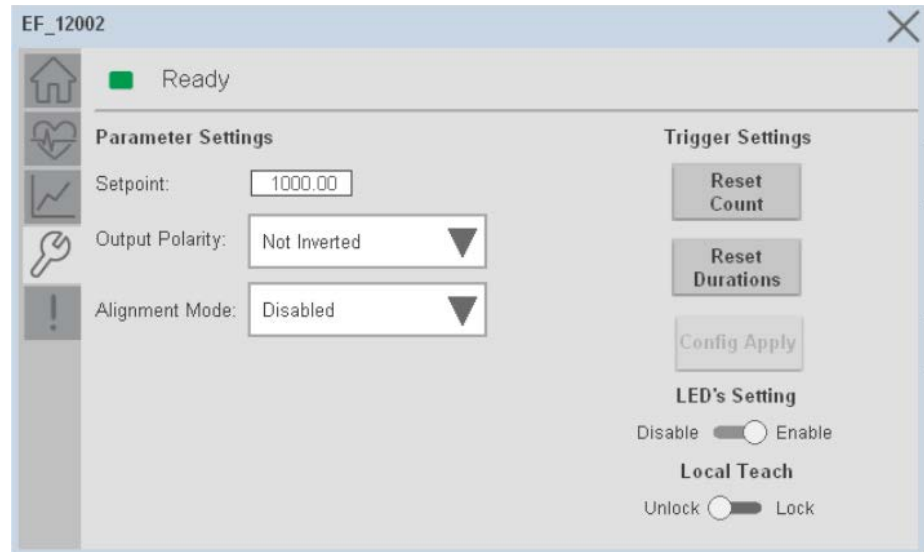 EF_12002
Ready
Parameter Settings
Setpoint: 1000.00
Output Polarity: Not Inverted
Alignment Mode: Disabled
Trigger Settings
Reset
Count
Reset
Durations
Config Apply
LED's Setting
Disable Enable
Local Teach
Unlock Lock